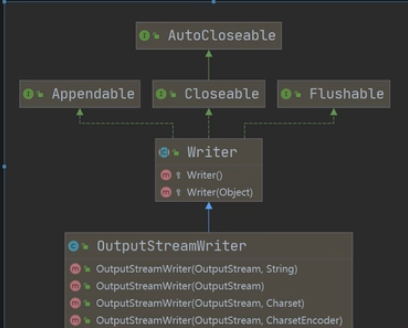 AutoCloseable
Appendable
Closeable
Flushable
Writer
Writer()
Writer(Object)
OutputStreamWriter
OutputStreamWriter(OutputStream, String)
OutputStreamWriter(OutputStream)
OutputStreamWriter(OutputStream, Charset)
OutputStreamWriter(OutputStream, CharsetEncoder)